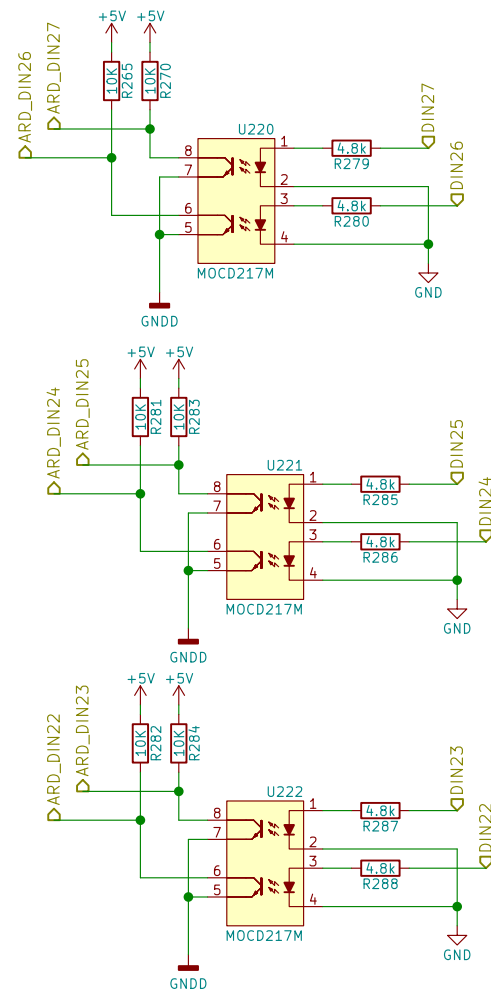 +5V +5V
ARD_DIN26
ARD_DIN27
10K
R265
10K
R270
DIN27
DIN26
U220
8
7
6
5
1
2
3
4
4.8k
R279
4.8k
R280
MOCD217M
GND
GNDD
+5V +5V
ARD_DIN24
ARD_DIN25
10K
R281
10K
R283
DIN25
DIN24
U221
8
7
6
5
1
2
3
4
4.8k
R285
4.8k
R286
MOCD217M
GND
GNDD
+5V +5V
ARD_DIN22
ARD_DIN23
10K
R282
10K
R284
DIN23
DIN22
U222
8
7
6
5
1
2
3
4
4.8k
R287
4.8k
R288
MOCD217M
GND
GNDD